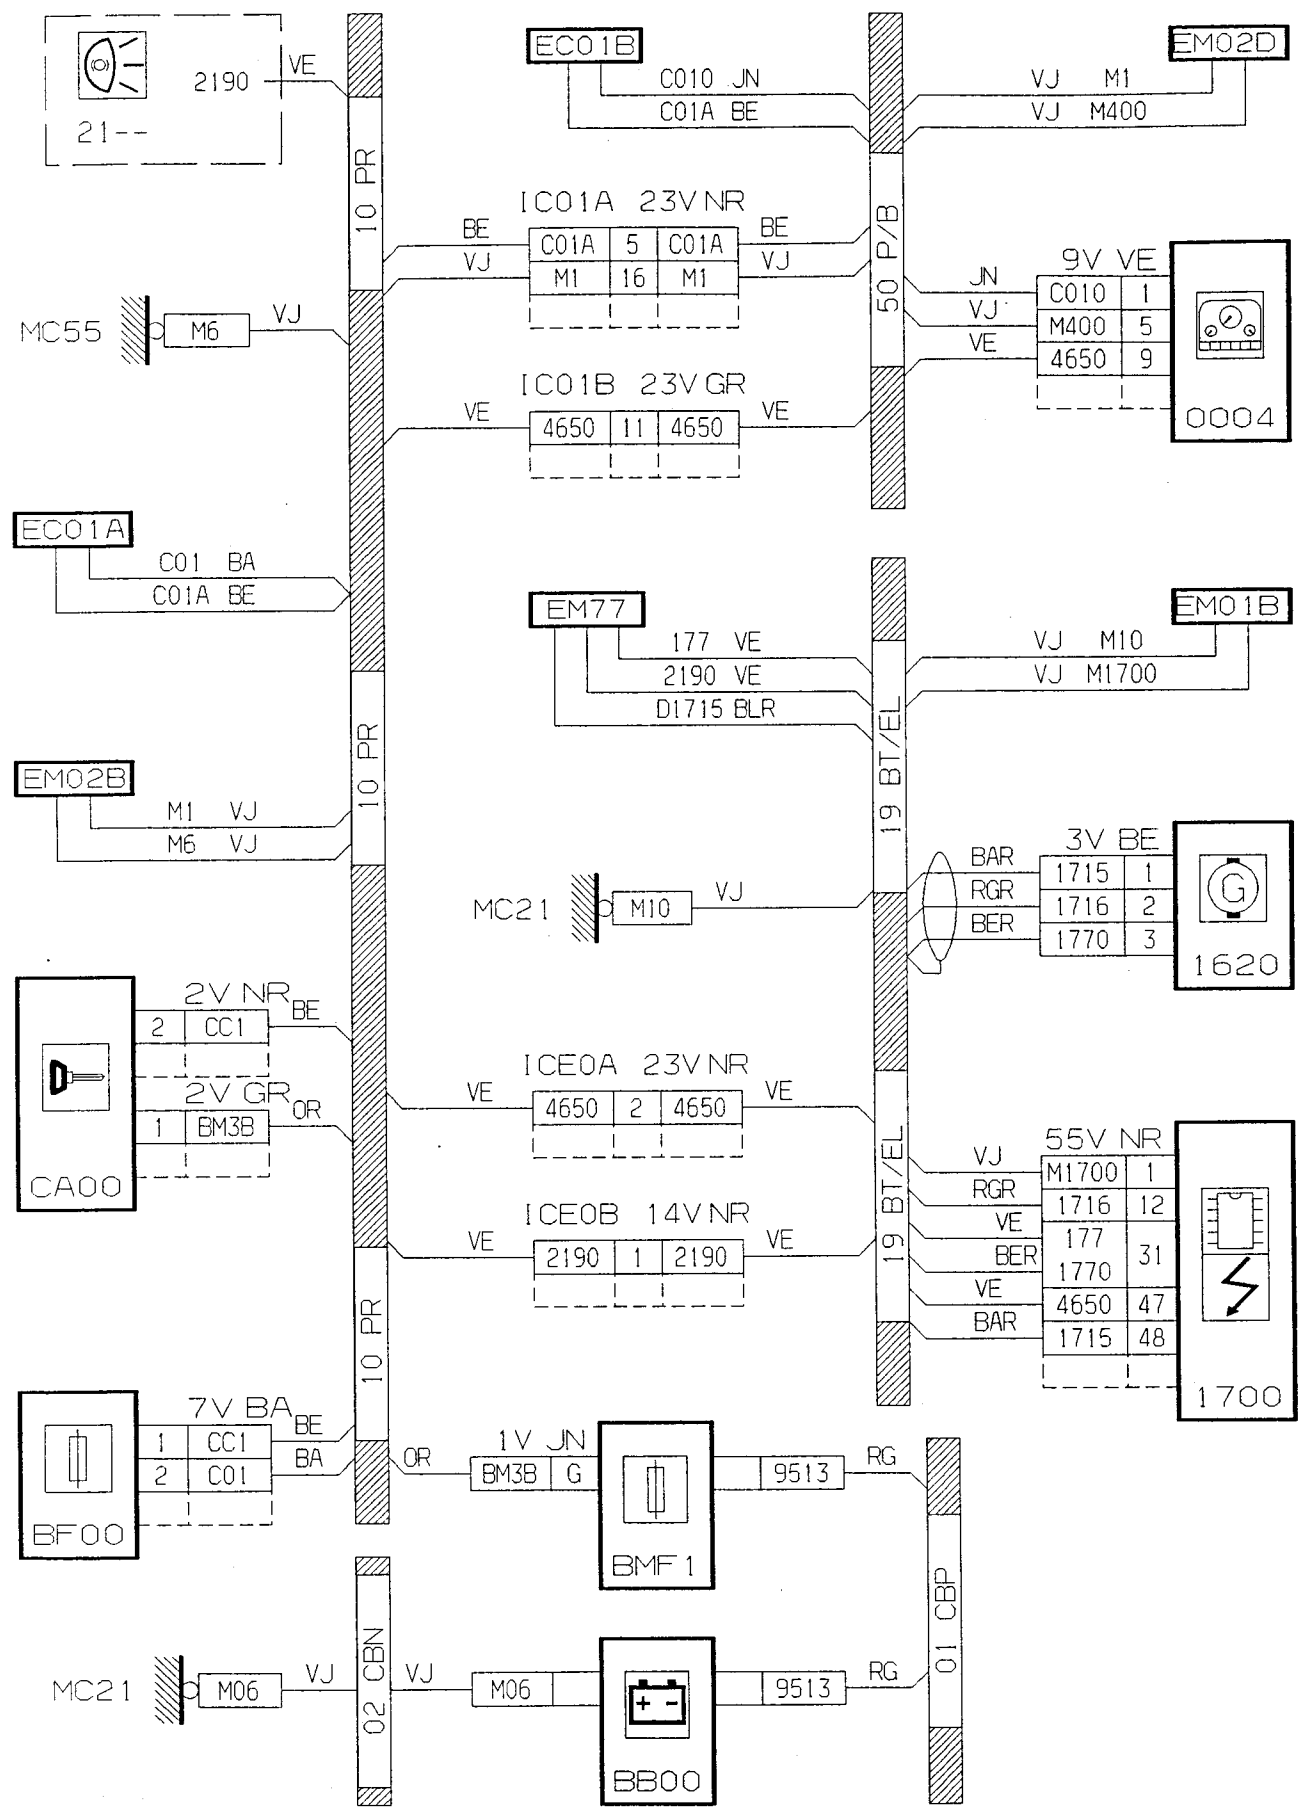 2190 VE
21--
10 PR
EC01B
C010 JN
C01A BE
EM02D
VJ M1
VJ M400
50 P/B
IC01A 23V NR
BE C01A 5 C01A BE
VJ M1 16 M1 VJ
9V VE
JN C010 1
VJ M400 5
VE 4650 9
0004
MC55 M6 VJ
IC01B 23V GR
VE 4650 11 4650 VE
EC01A
C01 BA
C01A BE
EM77
177 VE
2190 VE
D1715 BLR
EM01B
VJ M10
VJ M1700
10 PR
19 BT/EL
EM02B
M1 VJ
M6 VJ
3V BE
BAR 1715 1
RGR 1716 2
BER 1770 3
1620
MC21 M10 VJ
2V NR
2 CC1 BE
2V GR
1 BM3B OR
CA00
ICE0A 23V NR
VE 4650 2 4650 VE
ICE0B 14V NR
VE 2190 1 2190 VE
19 BT/EL
55V NR
VJ M1700 1
RGR 1716 12
VE 177
31
BER 1770
VE 4650 47
BAR 1715 48
1700
10 PR
7V BA
1 CC1 BE
2 C01 BA
BF00
OR
1V JN
BM3B G
9513 RG
BMF1
01 CBP
02 CBN
MC21 M06 VJ
VJ M06
9513 RG
BB00